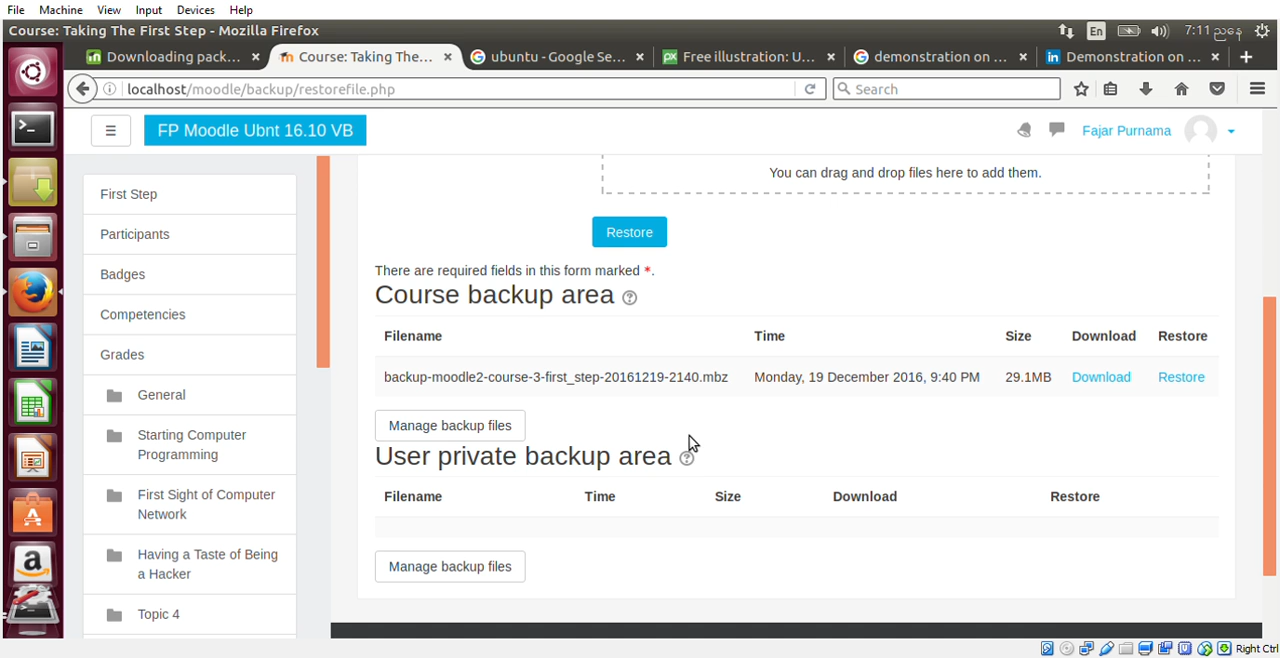 File Machine View Input Devices Help
Course: Taking The First Step - Mozilla Firefox
En 7:11
Downloading pack... Course: Taking The... ubuntu - Google Se... Free illustration: U... demonstration on ... Demonstration on ...
localhost/moodle/backup/restorefile.php Search
FP Moodle Ubnt 16.10 VB Fajar Purnama
First Step
Participants
Badges
Competencies
Grades
General
Starting Computer
Programming
First Sight of Computer
Network
Having a Taste of Being
a Hacker
Topic 4
You can drag and drop files here to add them.
Restore
There are required fields in this form marked *.
Course backup area
Filename Time Size Download Restore
backup-moodle2-course-3-first_step-20161219-2140.mbz Monday, 19 December 2016, 9:40 PM 29.1MB Download Restore
Manage backup files
User private backup area
Filename Time Size Download Restore
Manage backup files
Right Ctrl